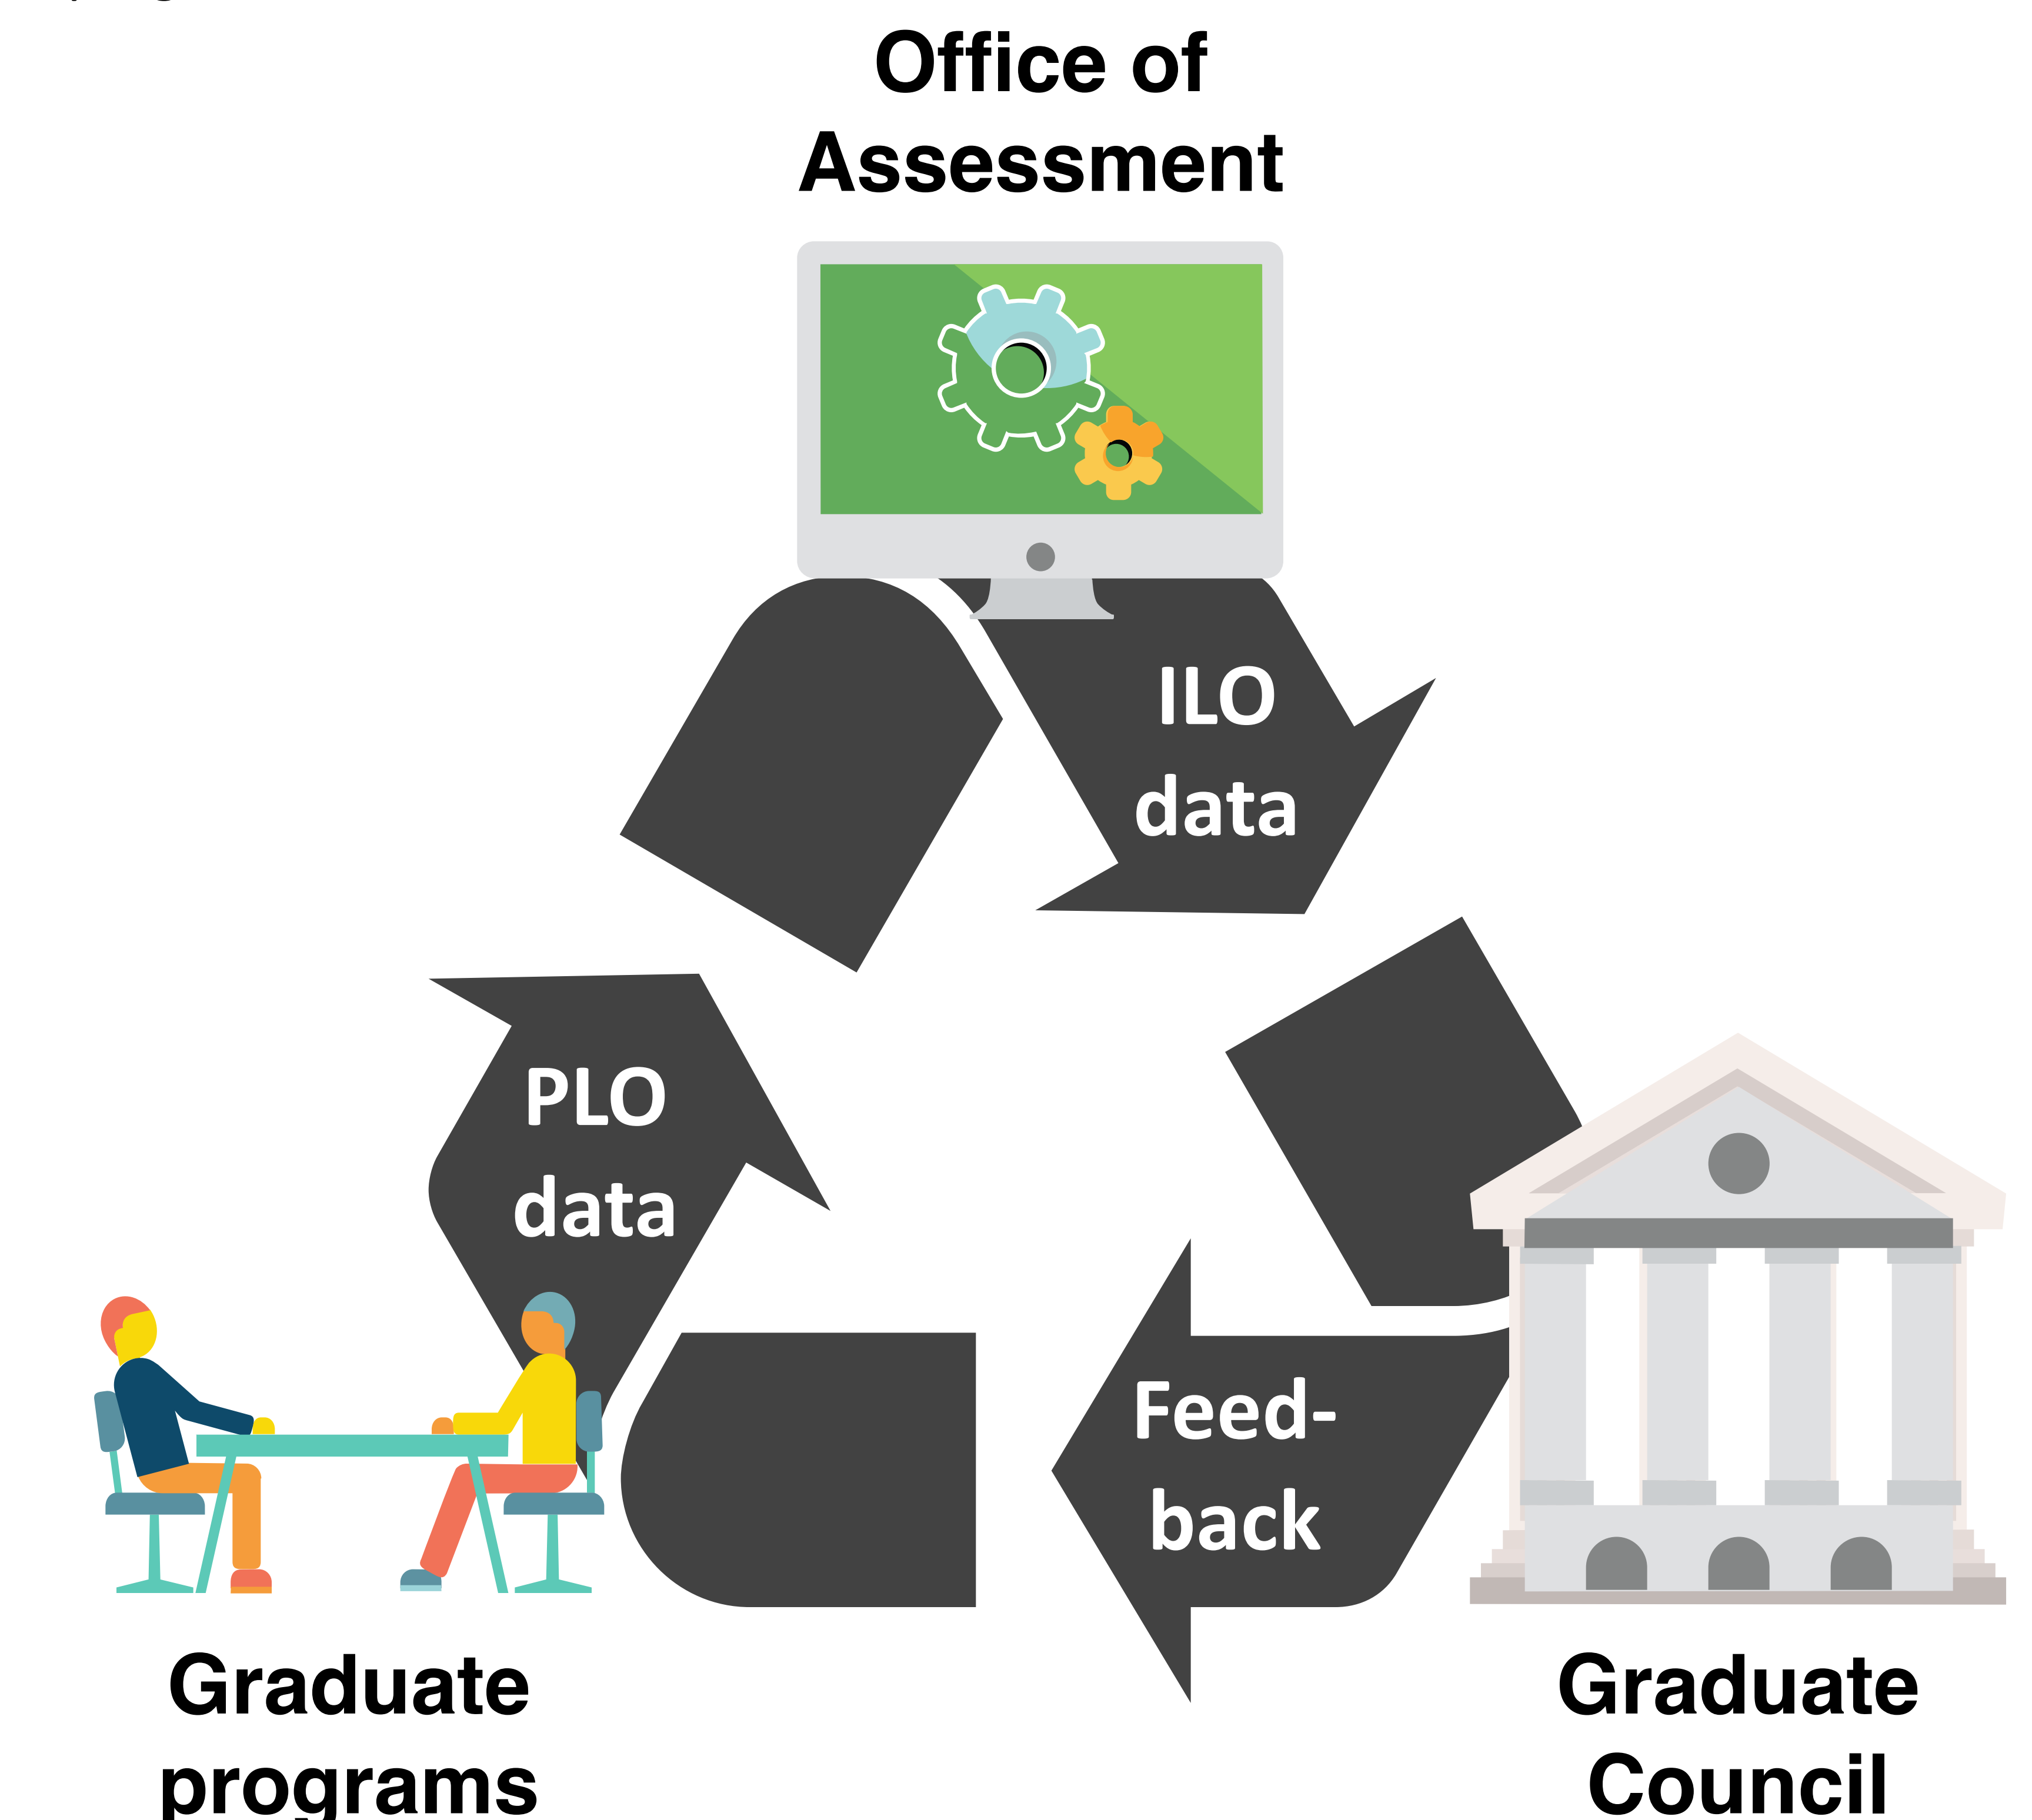 Office of
Assessment
ILO
data
PLO
data
Feed-
back
Graduate
programs
Graduate
Council